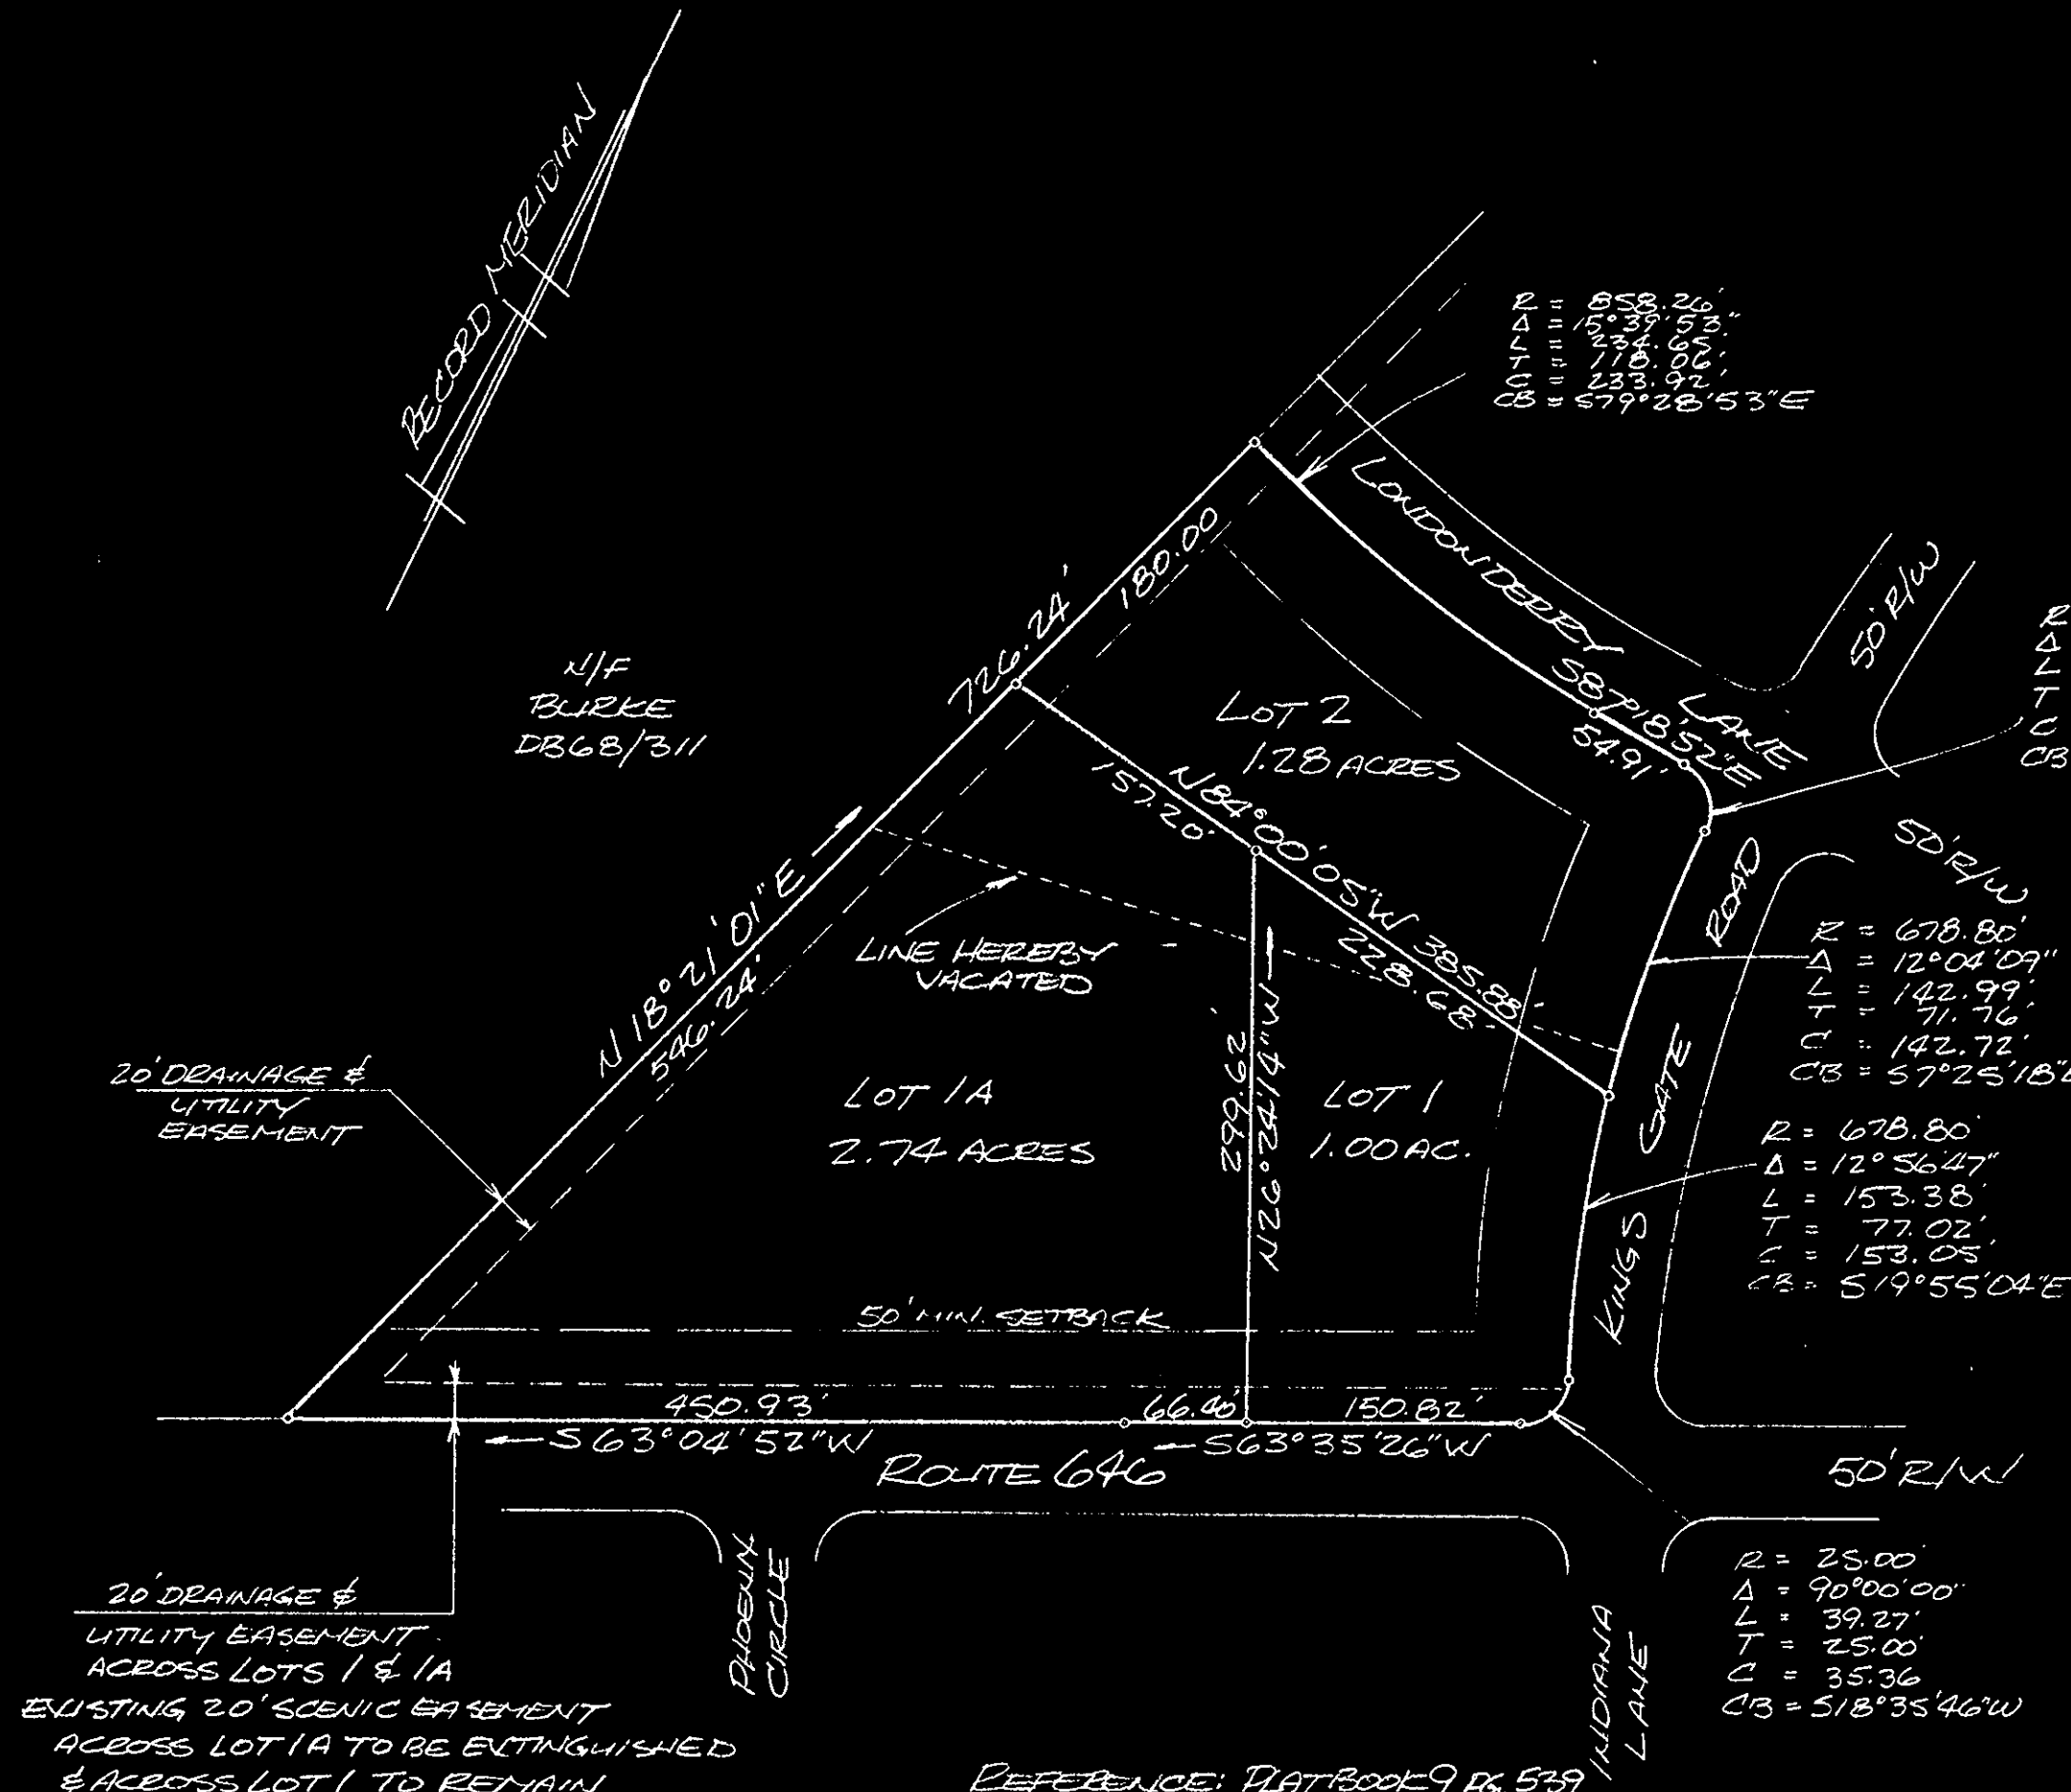 RECORD MERIDIAN
R = 858.26'
Δ = 15°39'53"
L = 234.65'
T = 118.06'
C = 233.92'
CB = S79°28'53"E
N/F
BURKE
DB68/311
726.24'
180.00
LONDONDERRY LANE
S87°18'52"E
54.91'
50' R/W
R
Δ
L
T
C
CB
LOT 2
1.28 ACRES
N84°00'05"W 385.88'
157.20'
228.68'
50' R/W
KINGS GATE ROAD
R = 678.80'
Δ = 12°04'09"
L = 142.99'
T = 71.76'
C = 142.72'
CB = S7°25'18"
N18°21'01"E
546.24'
LINE HEREBY
VACATED
20' DRAINAGE &
UTILITY
EASEMENT
LOT 1A
2.74 ACRES
299.62'
N26°24'14"W
LOT 1
1.00 AC.
R = 678.80'
Δ = 12°56'47"
L = 153.38'
T = 77.02'
C = 153.05'
CB = S19°55'04"E
50' MIN. SETBACK
450.93'
66.40'
150.82'
S63°04'52"W
S63°35'26"W
ROUTE 646
50' R/W
PHOENIX
CIRCLE
INDIANA
LANE
R = 25.00'
Δ = 90°00'00"
L = 39.27'
T = 25.00'
C = 35.36
CB = S18°35'46"W
20' DRAINAGE &
UTILITY EASEMENT
ACROSS LOTS 1 & 1A
EXISTING 20' SCENIC EASEMENT
ACROSS LOT 1A TO BE EXTINGUISHED
& ACROSS LOT 1 TO REMAIN
REFERENCE: PLAT BOOK 9 PG. 539